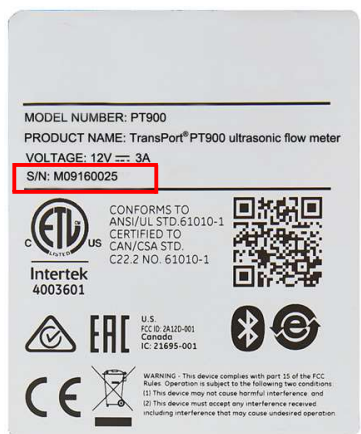 MODEL NUMBER: PT900
PRODUCT NAME: TransPort® PT900 ultrasonic flow meter
VOLTAGE: 12V ⎓ 3A
S/N: M09160025
ETL
LISTED
C US
Intertek
4003601
CONFORMS TO
ANSI/UL STD.61010-1
CERTIFIED TO
CAN/CSA STD.
C22.2 NO. 61010-1
EAC
U.S.
FCC ID: 2A12D-001
Canada
IC: 21695-001
CE
WARNING - This device complies with part 15 of the FCC
Rules. Operation is subject to the following two conditions:
(1) This device may not cause harmful interference. and
(2) This device must accept any interference received
including interference that may cause undesired operation.